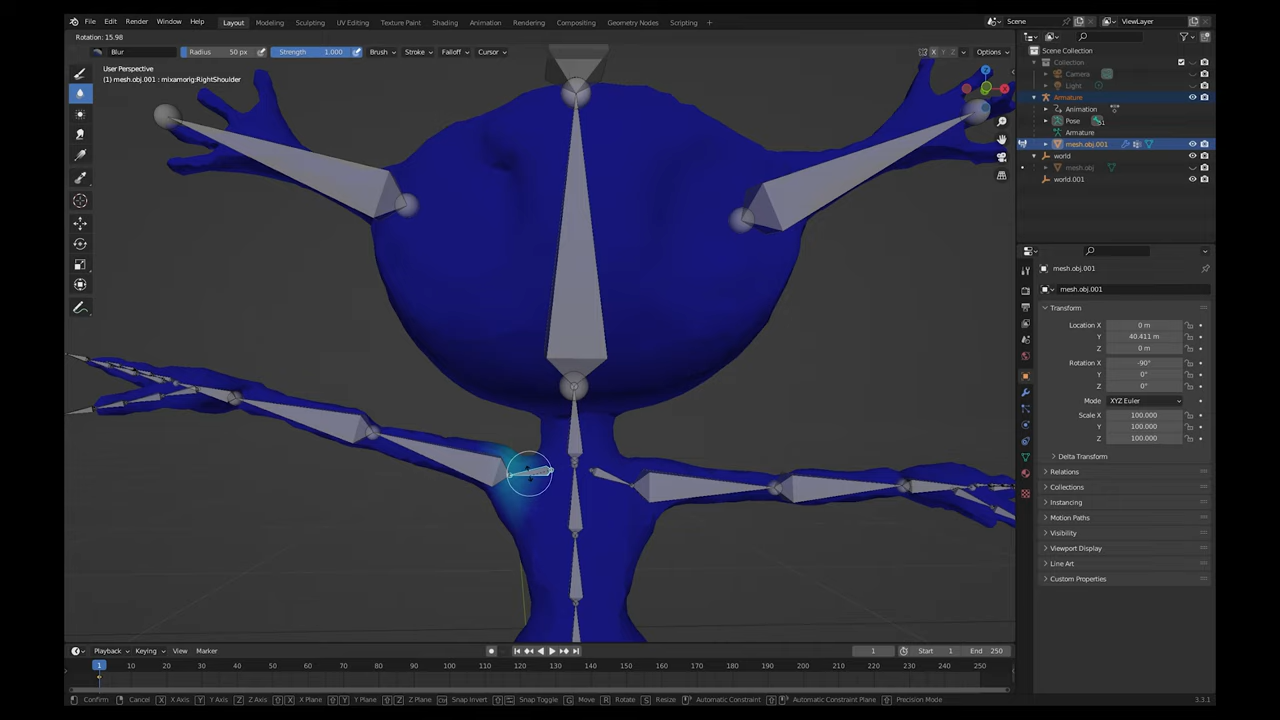 File Edit Render Window Help Layout Modeling Sculpting UV Editing Texture Paint Shading Animation Rendering Compositing Geometry Nodes Scripting + Scene ViewLayer
Rotation: 15.98
Blur Radius 50 px Strength 1.000 Brush Stroke Falloff Cursor X Y Z Options
User Perspective
(1) mesh.obj.001 : mixamorig:RightShoulder
Scene Collection
Collection
Camera
Light
Armature
Animation
Pose
Armature
mesh.obj.001
world
mesh.obj
world.001
mesh.obj.001
mesh.obj.001
Transform
Location X 0 m
Y 40.411 m
Z 0 m
Rotation X -90°
Y 0°
Z 0°
Mode XYZ Euler
Scale X 100.000
Y 100.000
Z 100.000
Delta Transform
Relations
Collections
Instancing
Motion Paths
Visibility
Viewport Display
Line Art
Custom Properties
Playback Keying View Marker 1 Start 1 End 250
1 10 20 30 40 50 60 70 80 90 100 110 120 130 140 150 160 170 180 190 200 210 220 230 240 250
Confirm Cancel X X Axis Y Y Axis Z Z Axis X X Plane Y Y Plane Z Z Plane Snap Invert Snap Toggle G Move R Rotate S Resize Automatic Constraint Automatic Constraint Plane Precision Mode 3.3.1